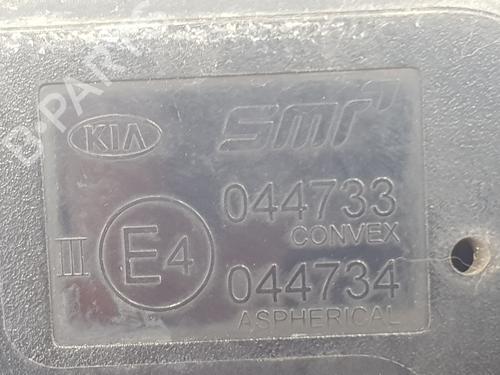 KIA smr
044733
CONVEX
III E4
044734
ASPHERICAL
B-PARTS